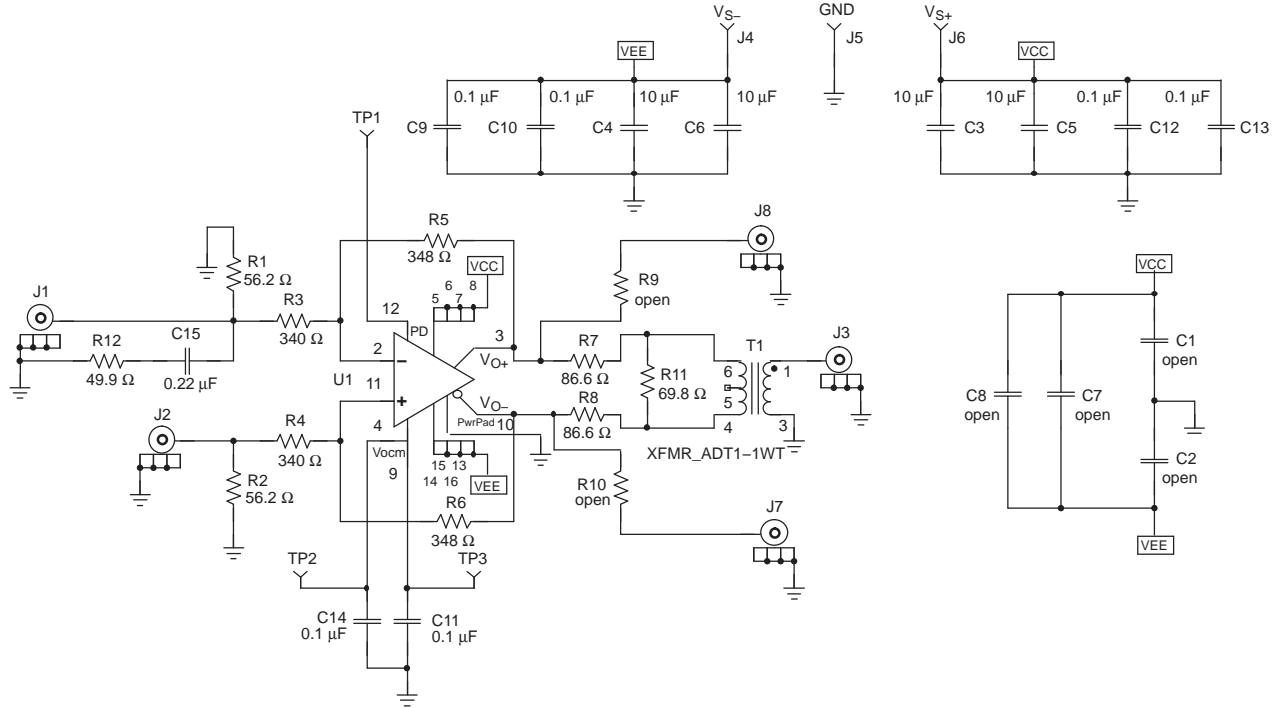 V_S– GND V_S+
J4 J5 J6
VEE VCC
0.1 µF 0.1 µF 10 µF 10 µF 10 µF 10 µF 0.1 µF 0.1 µF
C9 C10 C4 C6 C3 C5 C12 C13
TP1
J8
R5
348 Ω
R1
56.2 Ω
VCC
6 8
5 7
R9
open
VCC
J1
R3
340 Ω
12
PD
3
R12
49.9 Ω
C15
0.22 µF
2
–
U1
11
+
V_O+
R7
86.6 Ω
R11
69.8 Ω
T1
6
5
4
1
3
J3
XFMR_ADT1–1WT
C1
open
C8
open
C7
open
C2
open
VEE
V_O–
R8
86.6 Ω
PwrPad 10
4
Vocm
9
J2
R4
340 Ω
R2
56.2 Ω
15 13
14 16
VEE
R10
open
R6
348 Ω
J7
TP2 TP3
C14
0.1 µF
C11
0.1 µF